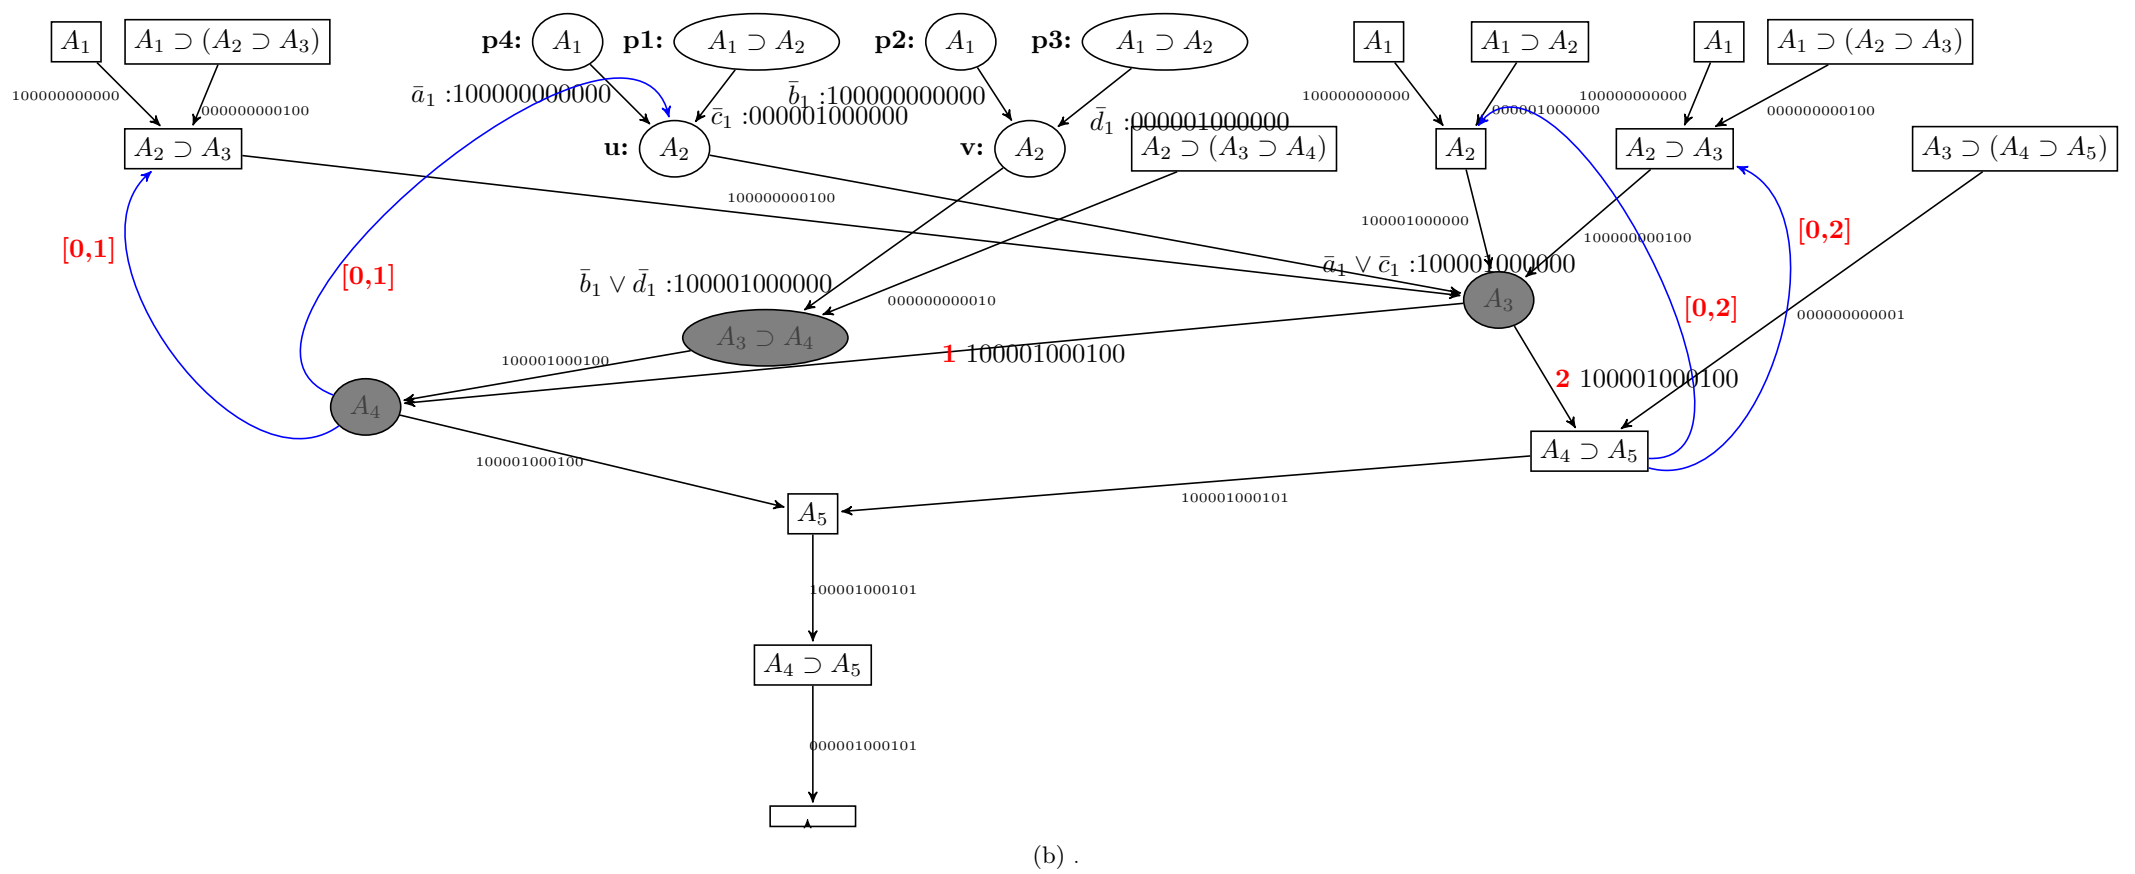 A₁ A₁ ⊃ (A₂ ⊃ A₃) p4: A₁ p1: A₁ ⊃ A₂ p2: A₁ p3: A₁ ⊃ A₂ A₁ A₁ ⊃ A₂ A₁ A₁ ⊃ (A₂ ⊃ A₃)
100000000000 000000000100 ā₁ :100000000000 c̄₁ :000001000000 b̄₁ :100000000000 d̄₁ :000001000000 100000000000 000001000000 100000000000 000000000100
A₂ ⊃ A₃ u: A₂ v: A₂ A₂ ⊃ (A₃ ⊃ A₄) A₂ A₂ ⊃ A₃ A₃ ⊃ (A₄ ⊃ A₅)
100000000100 100001000000 100000000100
[0,1] [0,1] [0,2]
b̄₁ ∨ d̄₁ :100001000000 000000000010 ā₁ ∨ c̄₁ :100001000000
A₃ [0,2] 000000000001
A₃ ⊃ A₄
100001000100 1 100001000100 2 100001000100
A₄ A₄ ⊃ A₅
100001000100 100001000101
A₅
100001000101
A₄ ⊃ A₅
000001000101
(b) .